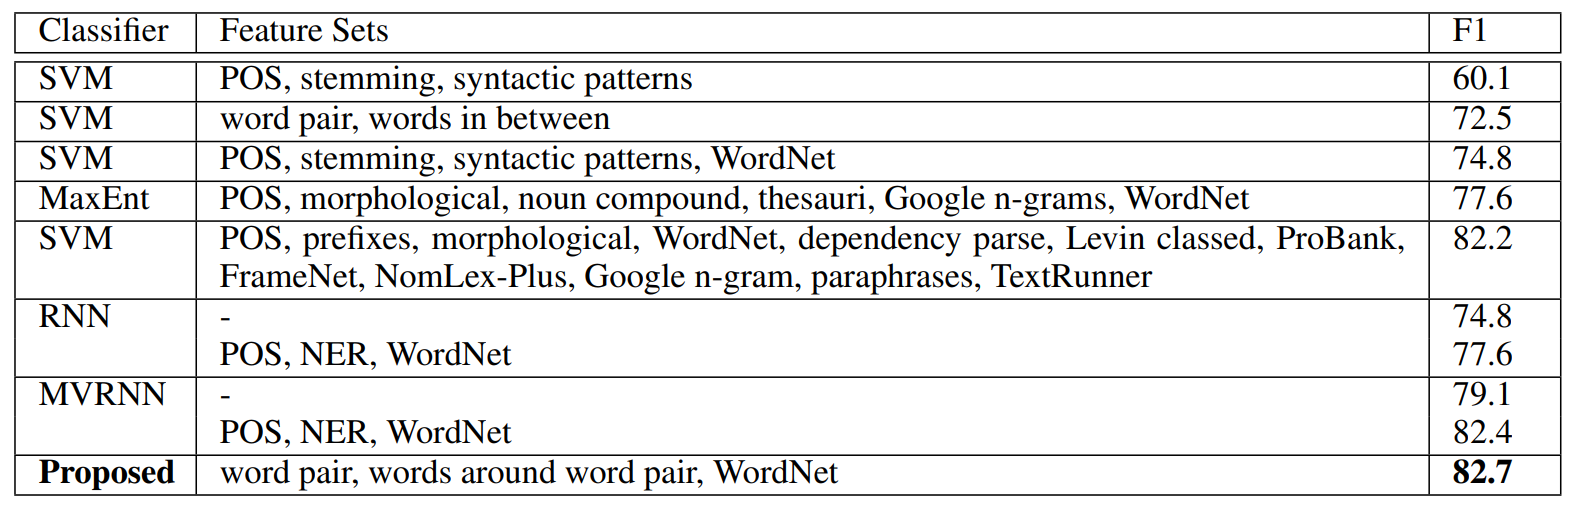 Classifier Feature Sets F1
SVM POS, stemming, syntactic patterns 60.1
SVM word pair, words in between 72.5
SVM POS, stemming, syntactic patterns, WordNet 74.8
MaxEnt POS, morphological, noun compound, thesauri, Google n-grams, WordNet 77.6
SVM POS, prefixes, morphological, WordNet, dependency parse, Levin classed, ProBank, 82.2
FrameNet, NomLex-Plus, Google n-gram, paraphrases, TextRunner
RNN - 74.8
POS, NER, WordNet 77.6
MVRNN - 79.1
POS, NER, WordNet 82.4
Proposed word pair, words around word pair, WordNet 82.7